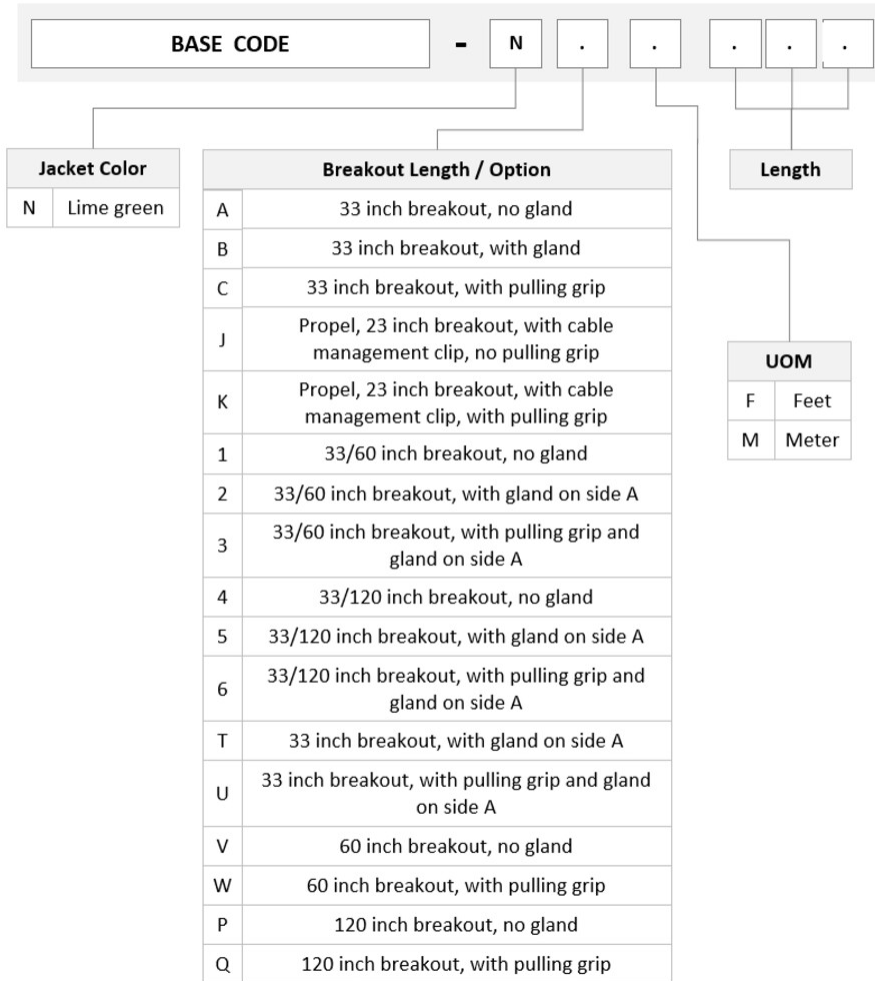 BASE CODE - N . . . . .
Jacket Color
N Lime green
Breakout Length / Option
A 33 inch breakout, no gland
B 33 inch breakout, with gland
C 33 inch breakout, with pulling grip
J Propel, 23 inch breakout, with cable
management clip, no pulling grip
K Propel, 23 inch breakout, with cable
management clip, with pulling grip
1 33/60 inch breakout, no gland
2 33/60 inch breakout, with gland on side A
3 33/60 inch breakout, with pulling grip and
gland on side A
4 33/120 inch breakout, no gland
5 33/120 inch breakout, with gland on side A
6 33/120 inch breakout, with pulling grip and
gland on side A
T 33 inch breakout, with gland on side A
U 33 inch breakout, with pulling grip and gland
on side A
V 60 inch breakout, no gland
W 60 inch breakout, with pulling grip
P 120 inch breakout, no gland
Q 120 inch breakout, with pulling grip
Length
UOM
F Feet
M Meter